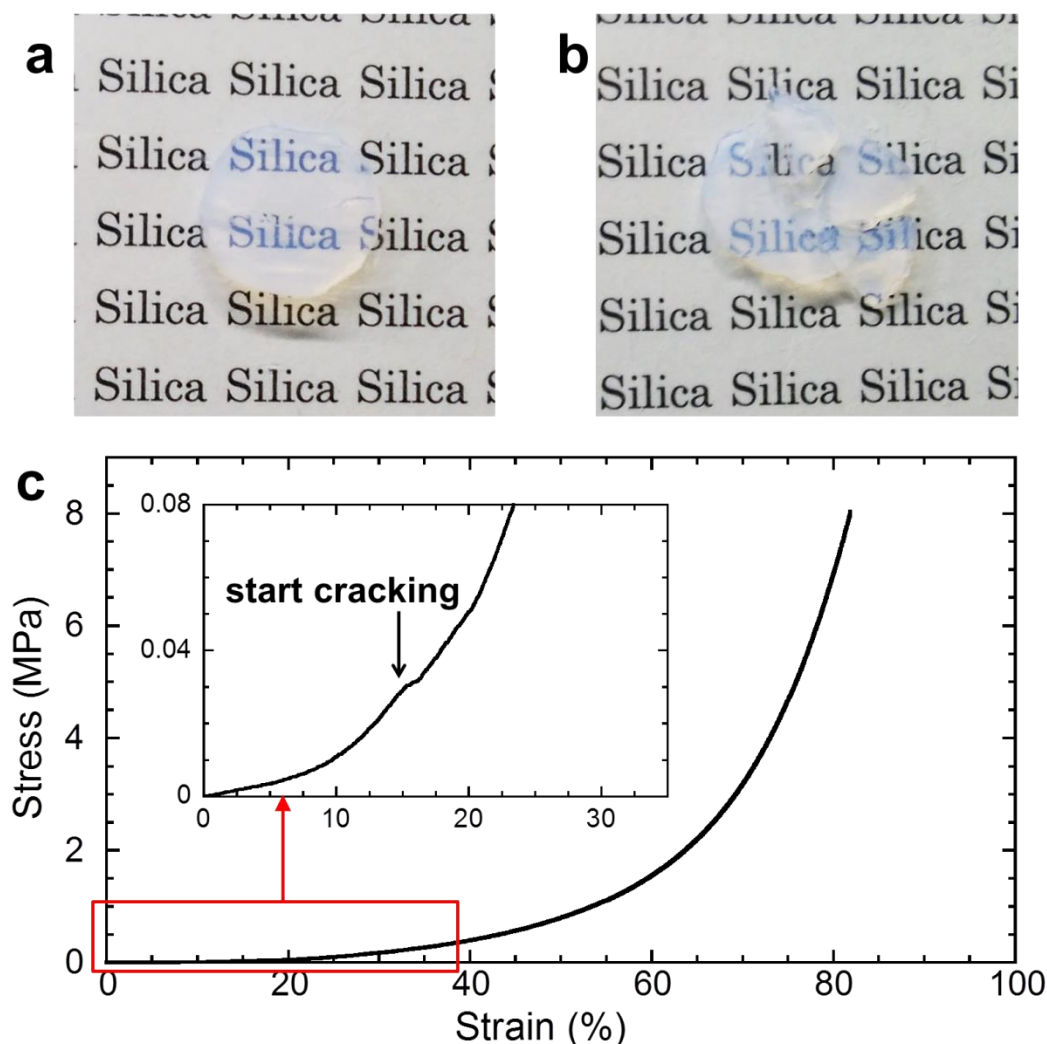 a
Silica Silica Silica
Silica Silica Silica
Silica Silica Silica
Silica Silica Silica
Silica Silica Silica
b
Silica Silica Silica Si
Silica Silica Silica Si
Silica Silica Silica Si
Silica Silica Silica Si
Silica Silica Silica Si
c
Stress (MPa)
8
6
4
2
0
0.08
0.04
0
start cracking
0 10 20 30
0 20 40 60 80 100
Strain (%)